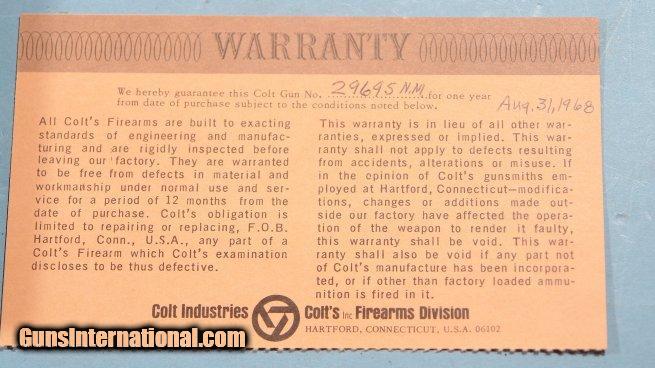 WARRANTY
We hereby guarantee this Colt Gun No. 29695 NM for one year
from date of purchase subject to the conditions noted below. Aug. 31, 1968
All Colt's Firearms are built to exacting
standards of engineering and manufac-
turing and are rigidly inspected before
leaving our factory. They are warranted
to be free from defects in material and
workmanship under normal use and ser-
vice for a period of 12 months from the
date of purchase. Colt's obligation is
limited to repairing or replacing, F.O.B.
Hartford, Conn., U.S.A., any part of a
Colt's Firearm which Colt's examination
discloses to be thus defective.
This warranty is in lieu of all other war-
ranties, expressed or implied. This war-
ranty shall not apply to defects resulting
from accidents, alterations or misuse. If
in the opinion of Colt's gunsmiths em-
ployed at Hartford, Connecticut—modifica-
tions, changes or additions made out-
side our factory have affected the opera-
tion of the weapon to render it faulty,
this warranty shall be void. This war-
ranty shall also be void if any part not
of Colt's manufacture has been incorpora-
ted, or if other than factory loaded ammu-
nition is fired in it.
Colt Industries Colt's Inc Firearms Division
HARTFORD, CONNECTICUT, U.S.A. 06102
GunsInternational.com